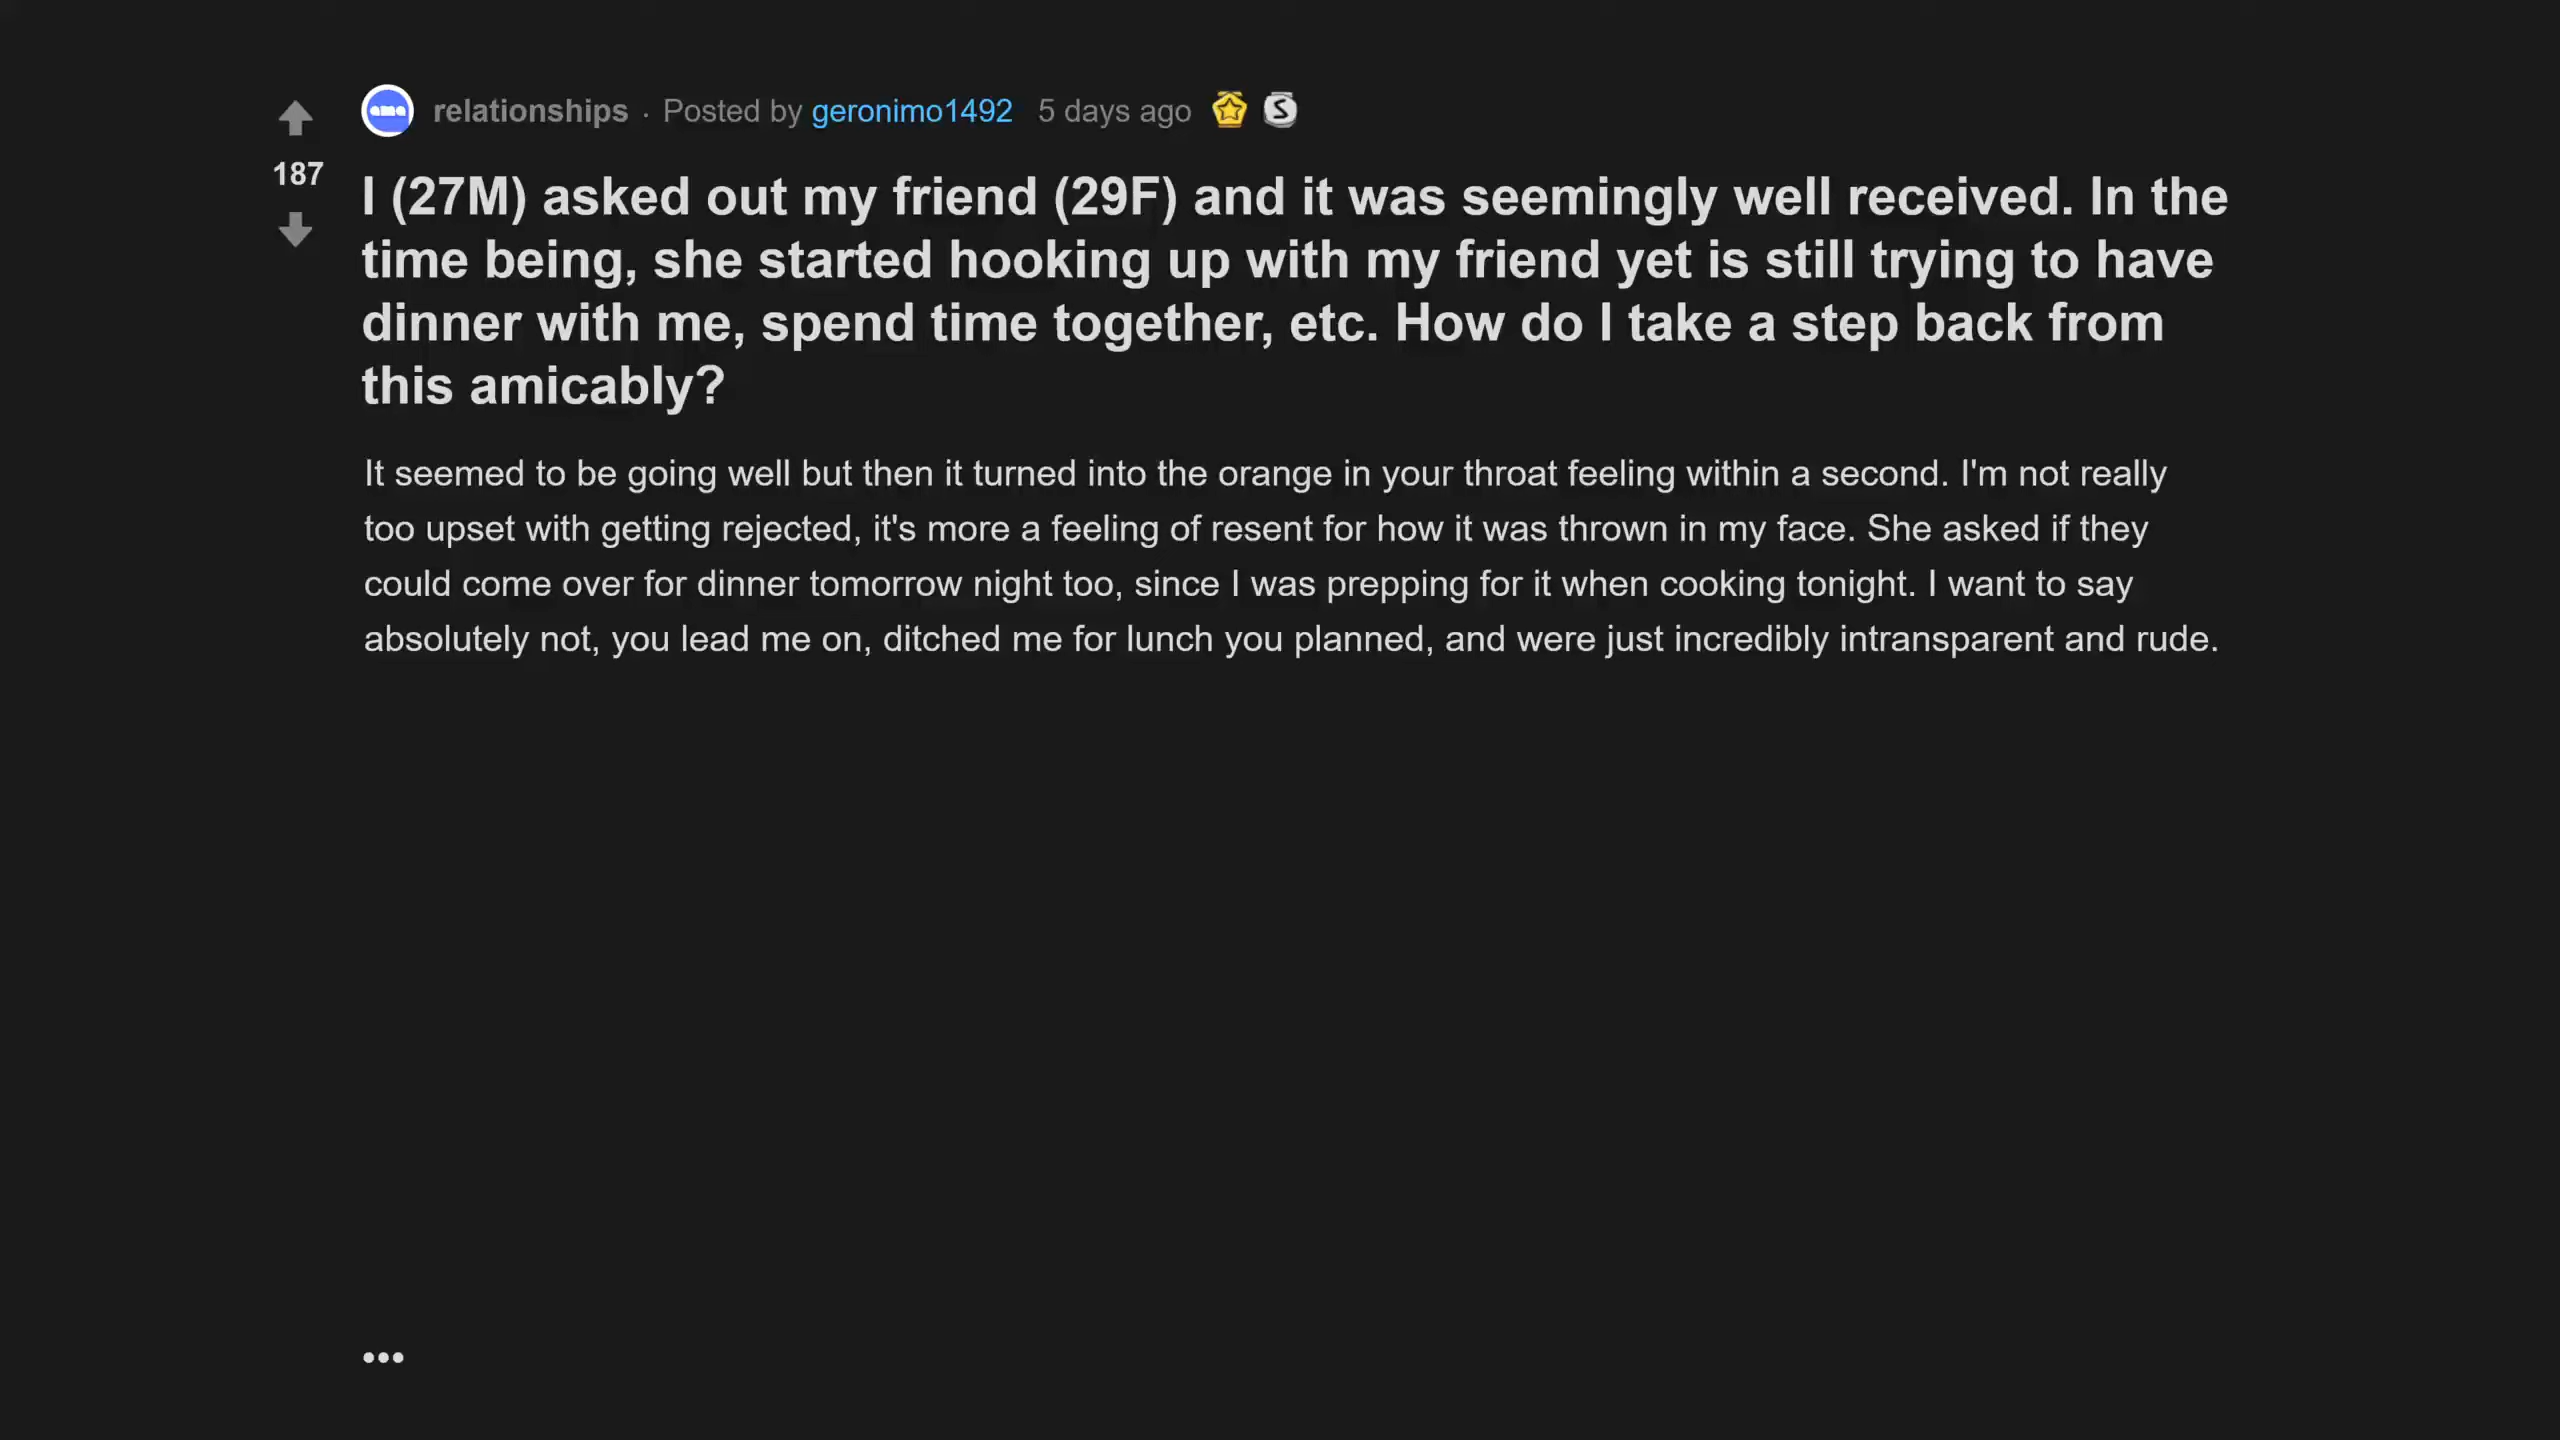 relationships · Posted by geronimo1492 5 days ago
187
I (27M) asked out my friend (29F) and it was seemingly well received. In the
time being, she started hooking up with my friend yet is still trying to have
dinner with me, spend time together, etc. How do I take a step back from
this amicably?
It seemed to be going well but then it turned into the orange in your throat feeling within a second. I'm not really
too upset with getting rejected, it's more a feeling of resent for how it was thrown in my face. She asked if they
could come over for dinner tomorrow night too, since I was prepping for it when cooking tonight. I want to say
absolutely not, you lead me on, ditched me for lunch you planned, and were just incredibly intransparent and rude.